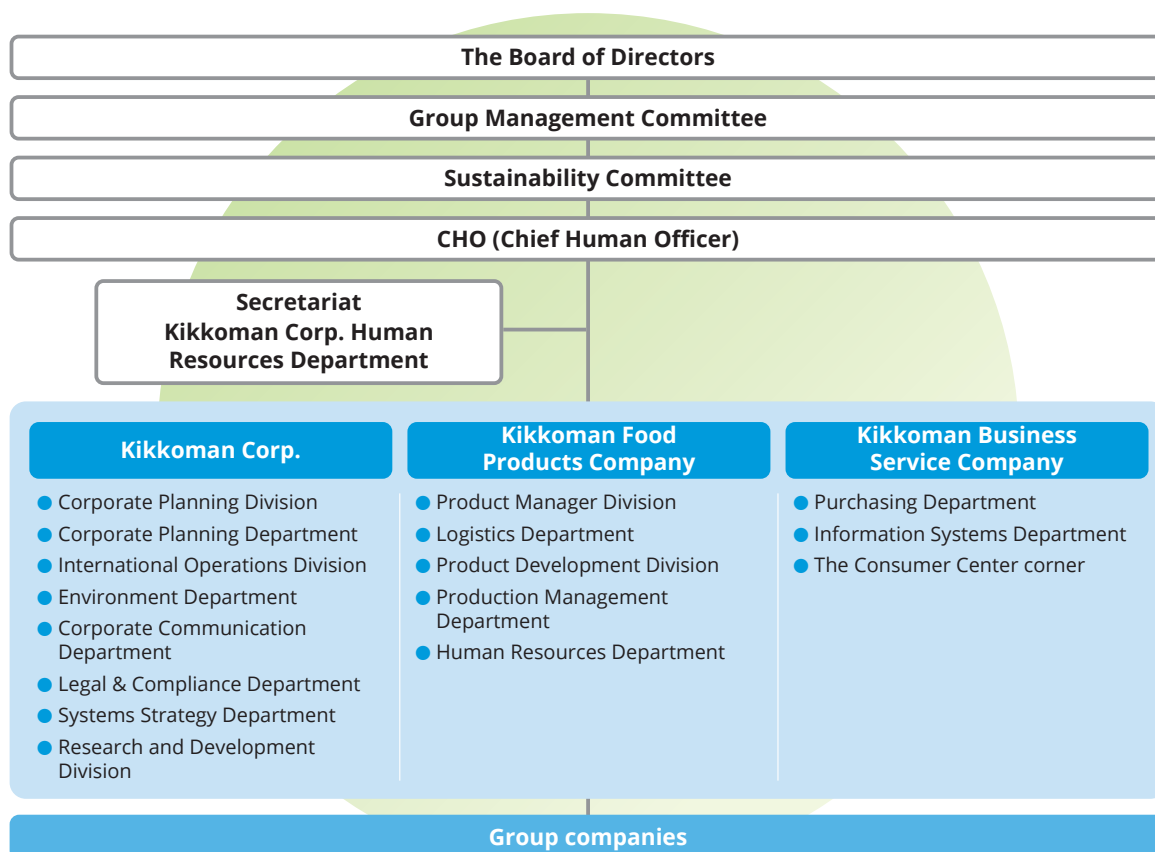 The Board of Directors
Group Management Committee
Sustainability Committee
CHO (Chief Human Officer)
Secretariat
Kikkoman Corp. Human
Resources Department
Kikkoman Corp.
Corporate Planning Division
Corporate Planning Department
International Operations Division
Environment Department
Corporate Communication
Department
Legal & Compliance Department
Systems Strategy Department
Research and Development
Division
Kikkoman Food
Products Company
Product Manager Division
Logistics Department
Product Development Division
Production Management
Department
Human Resources Department
Kikkoman Business
Service Company
Purchasing Department
Information Systems Department
The Consumer Center corner
Group companies